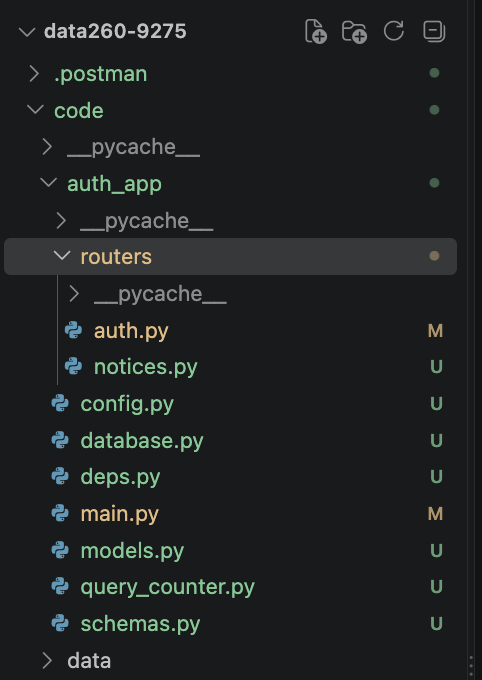 data260-9275
.postman
code
__pycache__
auth_app
__pycache__
routers
__pycache__
auth.py M
notices.py U
config.py U
database.py U
deps.py U
main.py M
models.py U
query_counter.py U
schemas.py U
data